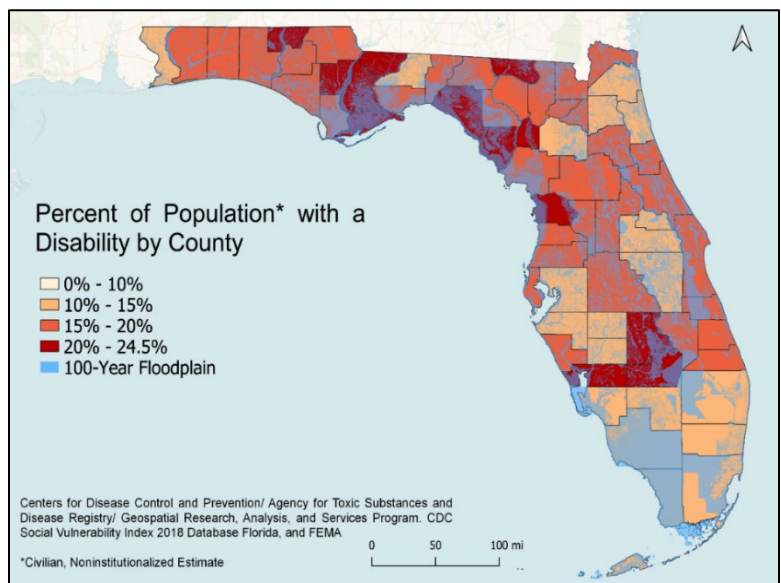 Percent of Population* with a
Disability by County
0% - 10%
10% - 15%
15% - 20%
20% - 24.5%
100-Year Floodplain
Centers for Disease Control and Prevention/ Agency for Toxic Substances and
Disease Registry/ Geospatial Research, Analysis, and Services Program. CDC
Social Vulnerability Index 2018 Database Florida, and FEMA
*Civilian, Noninstitutionalized Estimate
0 50 100 mi